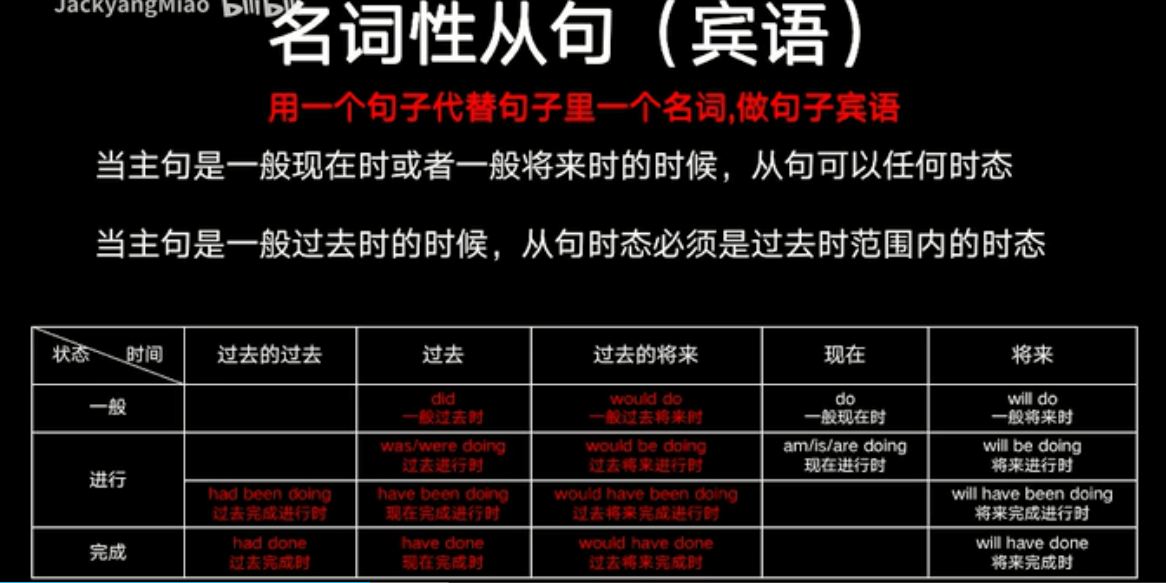 JackyangMiao bilibili
名词性从句（宾语）
用一个句子代替句子里一个名词,做句子宾语
当主句是一般现在时或者一般将来时的时候，从句可以任何时态
当主句是一般过去时的时候，从句时态必须是过去时范围内的时态
状态 时间 过去的过去 过去 过去的将来 现在 将来
一般 did would do do will do
一般过去时 一般过去将来时 一般现在时 一般将来时
进行 was/were doing would be doing am/is/are doing will be doing
过去进行时 过去将来进行时 现在进行时 将来进行时
had been doing have been doing would have been doing will have been doing
过去完成进行时 现在完成进行时 过去将来完成进行时 将来完成进行时
完成 had done have done would have done will have done
过去完成时 现在完成时 过去将来完成时 将来完成时